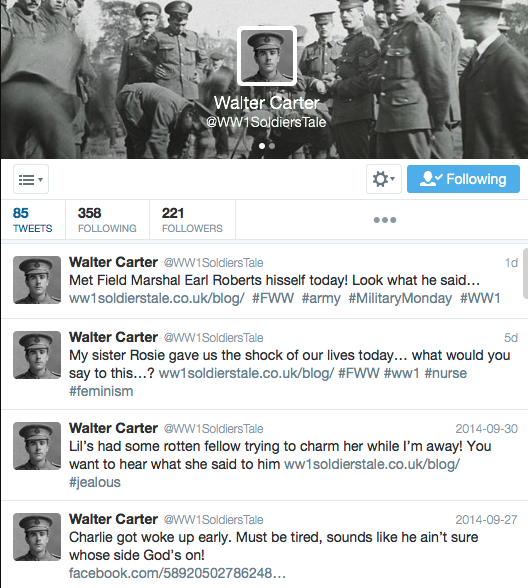 Walter Carter
@WW1SoldiersTale
Following
85 358 221
TWEETS FOLLOWING FOLLOWERS
Walter Carter @WW1SoldiersTale 1d
Met Field Marshal Earl Roberts hisself today! Look what he said…
ww1soldierstale.co.uk/blog/ #FWW #army #MilitaryMonday #WW1
Walter Carter @WW1SoldiersTale 5d
My sister Rosie gave us the shock of our lives today… what would you
say to this…? ww1soldierstale.co.uk/blog/ #FWW #ww1 #nurse
#feminism
Walter Carter @WW1SoldiersTale 2014-09-30
Lil's had some rotten fellow trying to charm her while I'm away! You
want to hear what she said to him ww1soldierstale.co.uk/blog/
#jealous
Walter Carter @WW1SoldiersTale 2014-09-27
Charlie got woke up early. Must be tired, sounds like he ain't sure
whose side God's on!
facebook.com/58920502786248…